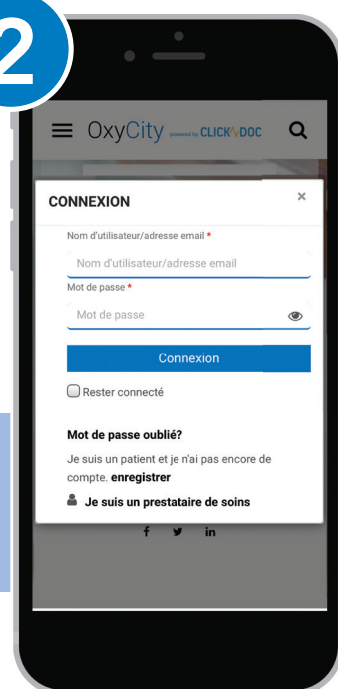 2
OxyCity powered by CLICKDOC
CONNEXION ×
Nom d'utilisateur/adresse email *
Nom d'utilisateur/adresse email
Mot de passe *
Mot de passe
Connexion
Rester connecté
Mot de passe oublié?
Je suis un patient et je n'ai pas encore de
compte. enregistrer
Je suis un prestataire de soins